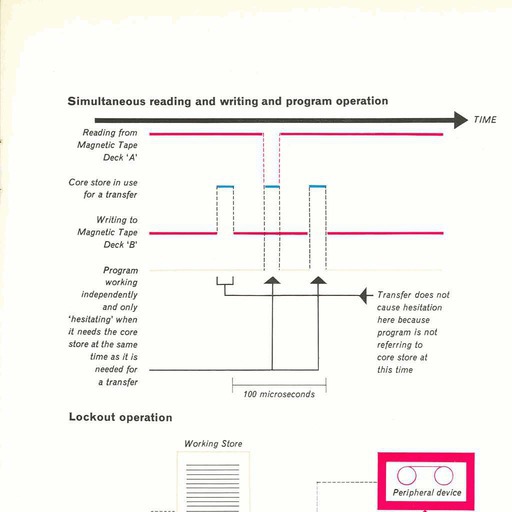 Simultaneous reading and writing and program operation
TIME
Reading from
Magnetic Tape
Deck 'A'
Core store in use
for a transfer
Writing to
Magnetic Tape
Deck 'B'
Program
working
independently
and only
'hesitating' when
it needs the core
store at the same
time as it is
needed for
a transfer
Transfer does not
cause hesitation
here because
program is not
referring to
core store at
this time
100 microseconds
Lockout operation
Working Store
Peripheral device